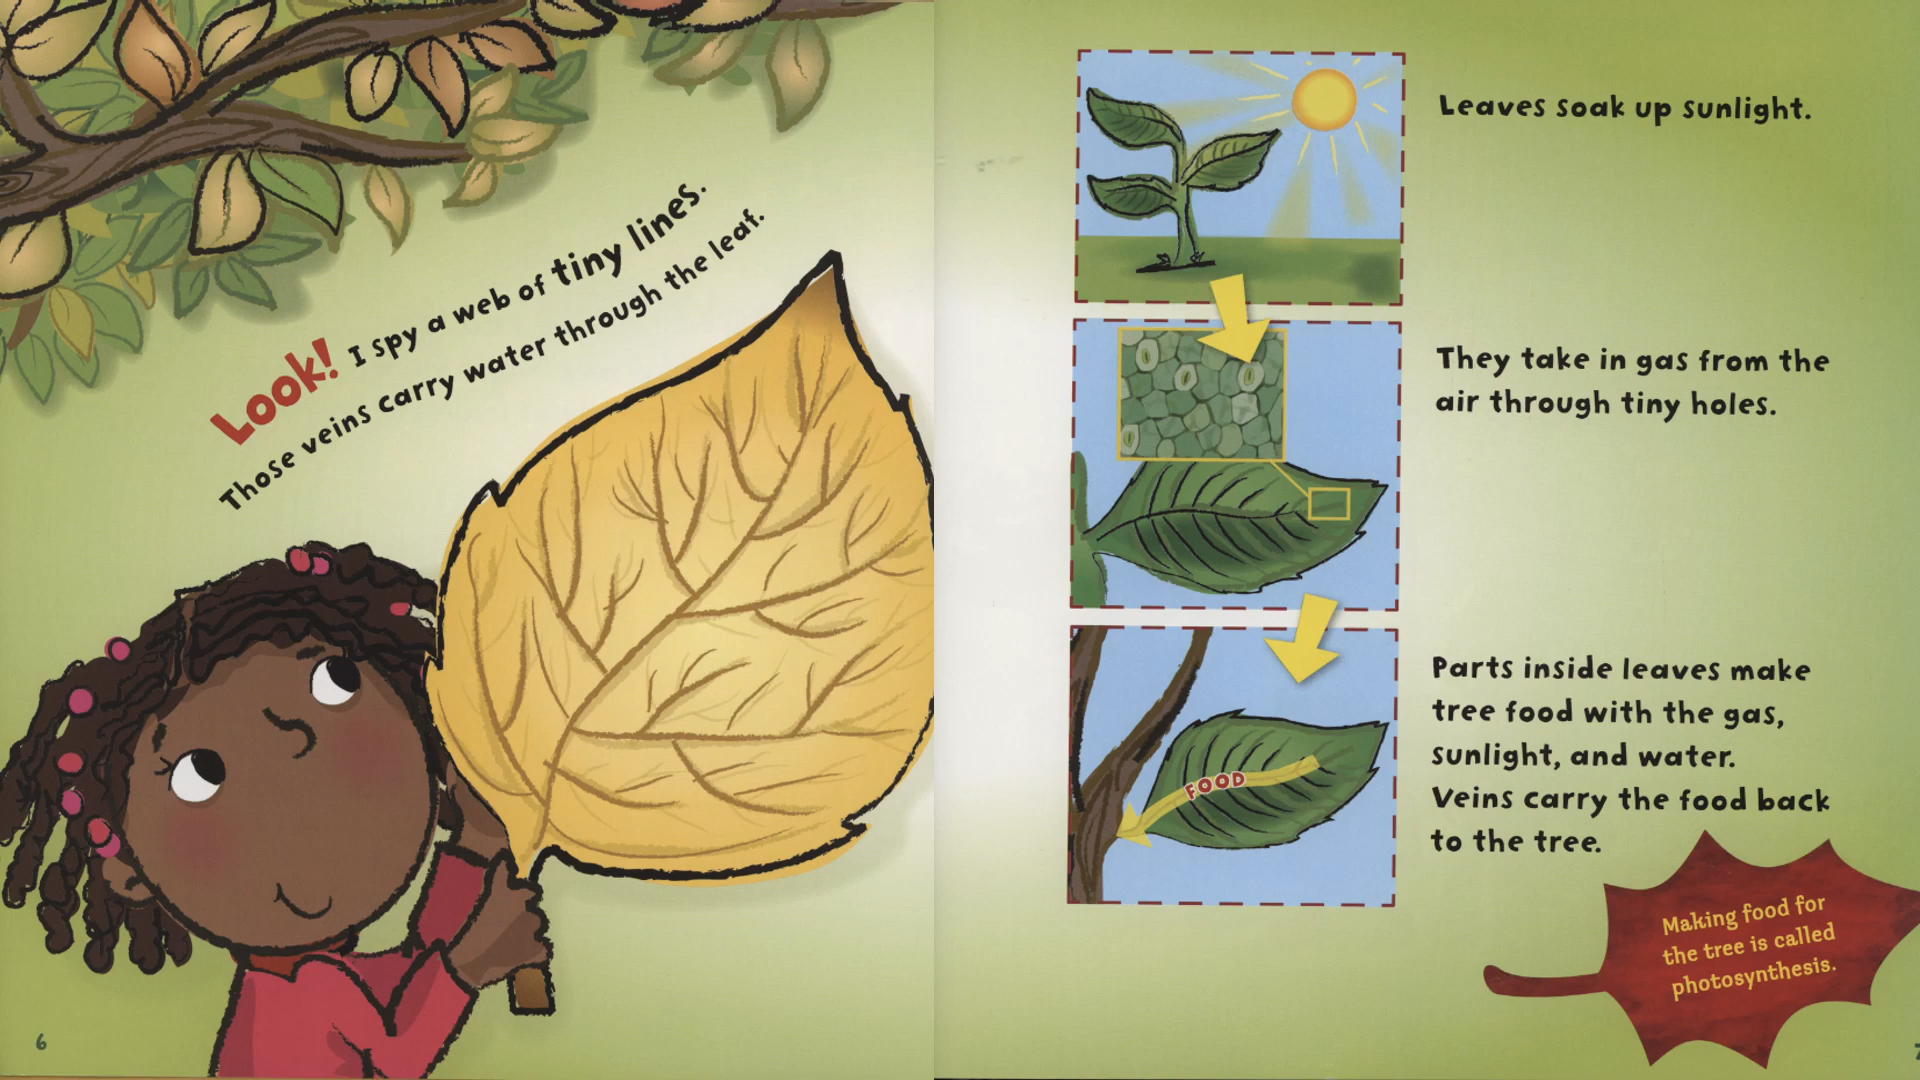 Look! I spy a web of tiny lines.
Those veins carry water through the leaf.
6
Leaves soak up sunlight.
They take in gas from the
air through tiny holes.
FOOD
Parts inside leaves make
tree food with the gas,
sunlight, and water.
Veins carry the food back
to the tree.
Making food for
the tree is called
photosynthesis.
7